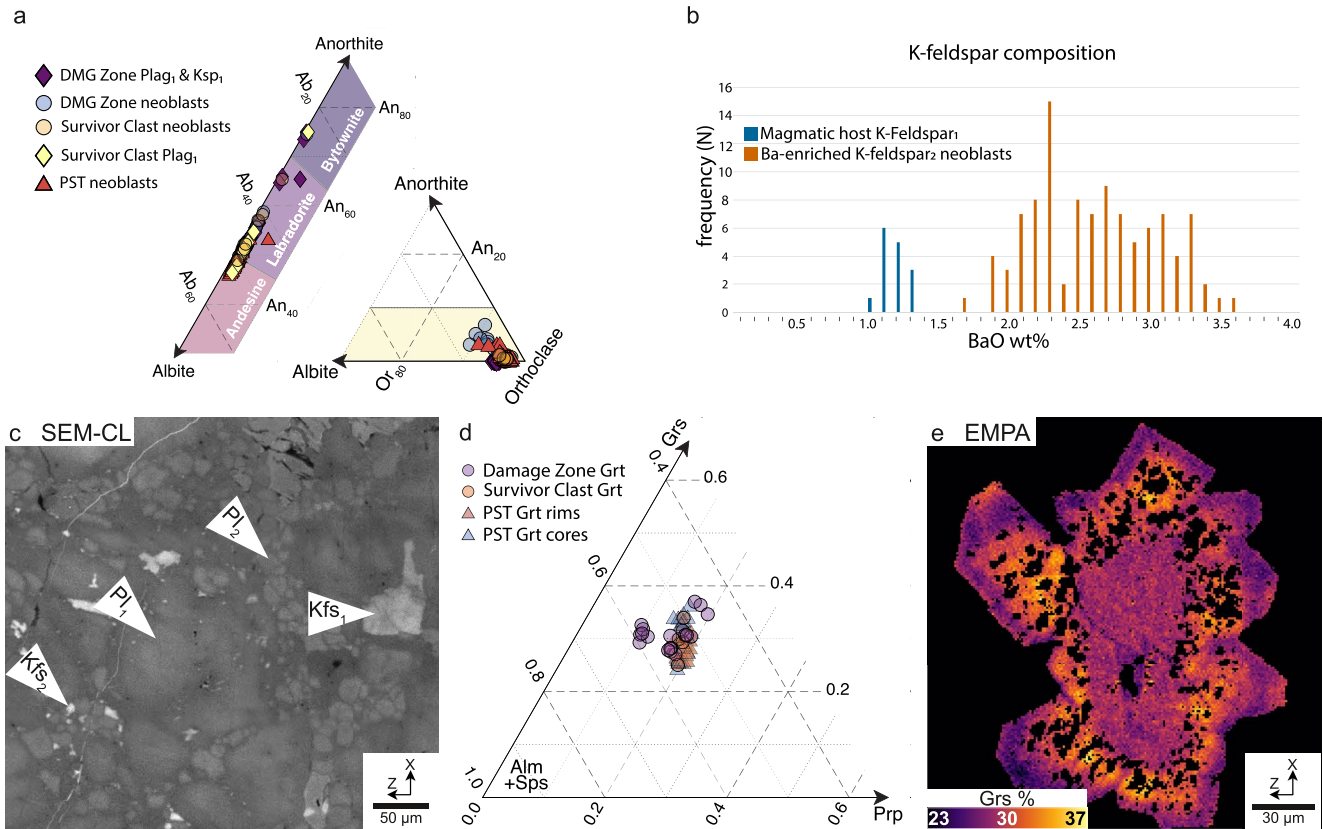 a
DMG Zone Plag₁ & Ksp₁
DMG Zone neoblasts
Survivor Clast neoblasts
Survivor Clast Plag₁
PST neoblasts
Anorthite
Ab₂₀
An₈₀
Bytownite
Ab₄₀
An₆₀
Labradorite
Ab₆₀
An₄₀
Andesine
Albite
Anorthite
An₂₀
Albite
Or₈₀
Orthoclase
b
K-feldspar composition
Magmatic host K-Feldspar₁
Ba-enriched K-feldspar₂ neoblasts
frequency (N)
16
14
12
10
8
6
4
2
0
0.5 1.0 1.5 2.0 2.5 3.0 3.5 4.0
BaO wt%
c SEM-CL
Pl₂
Pl₁
Kfs₁
Kfs₂
X
Z
50 µm
d
Damage Zone Grt
Survivor Clast Grt
PST Grt rims
PST Grt cores
Grs
0.4
0.6
0.6
0.4
0.8
0.2
1.0
Alm
+Sps
0.0 0.2 0.4 0.6
Prp
e EMPA
Grs %
23 30 37
X
Z
30 µm